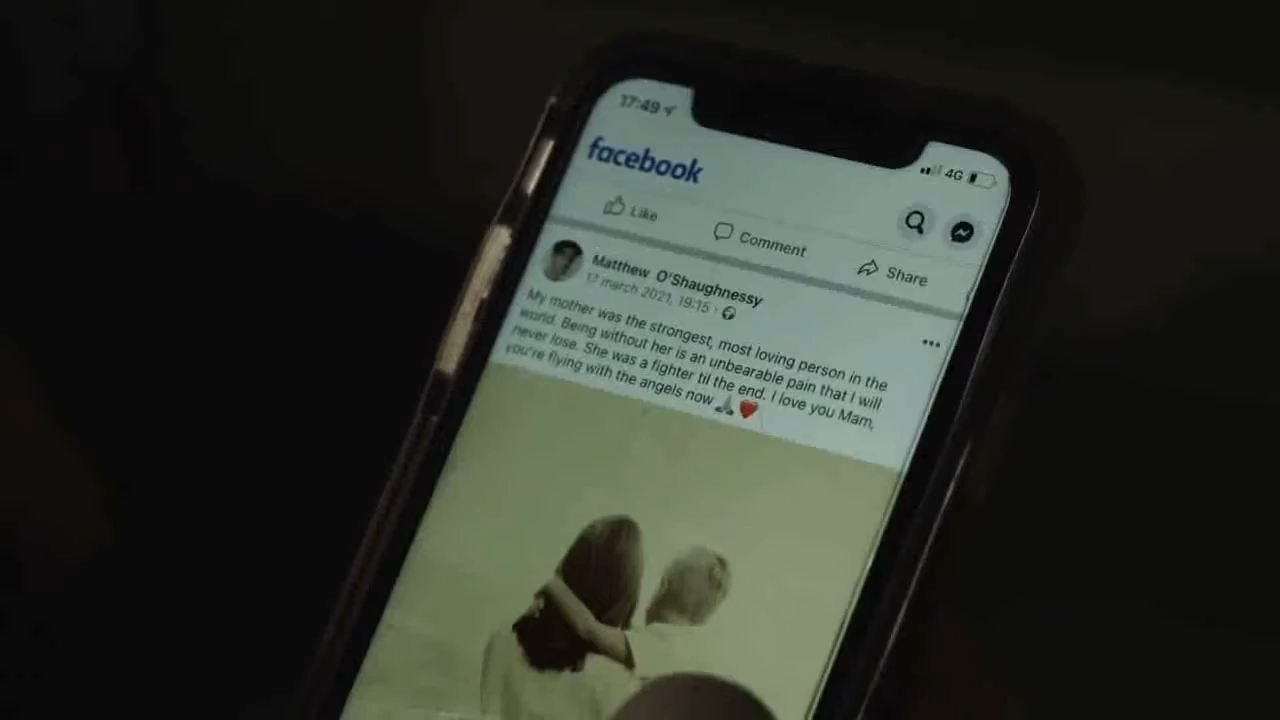 17:49
4G
facebook
Like Comment Share
Matthew O'Shaughnessy
17 march 2021, 19:15 ·
My mother was the strongest, most loving person in the
world. Being without her is an unbearable pain that I will
never lose. She was a fighter til the end. I love you Mam,
you're flying with the angels now 🙏❤️